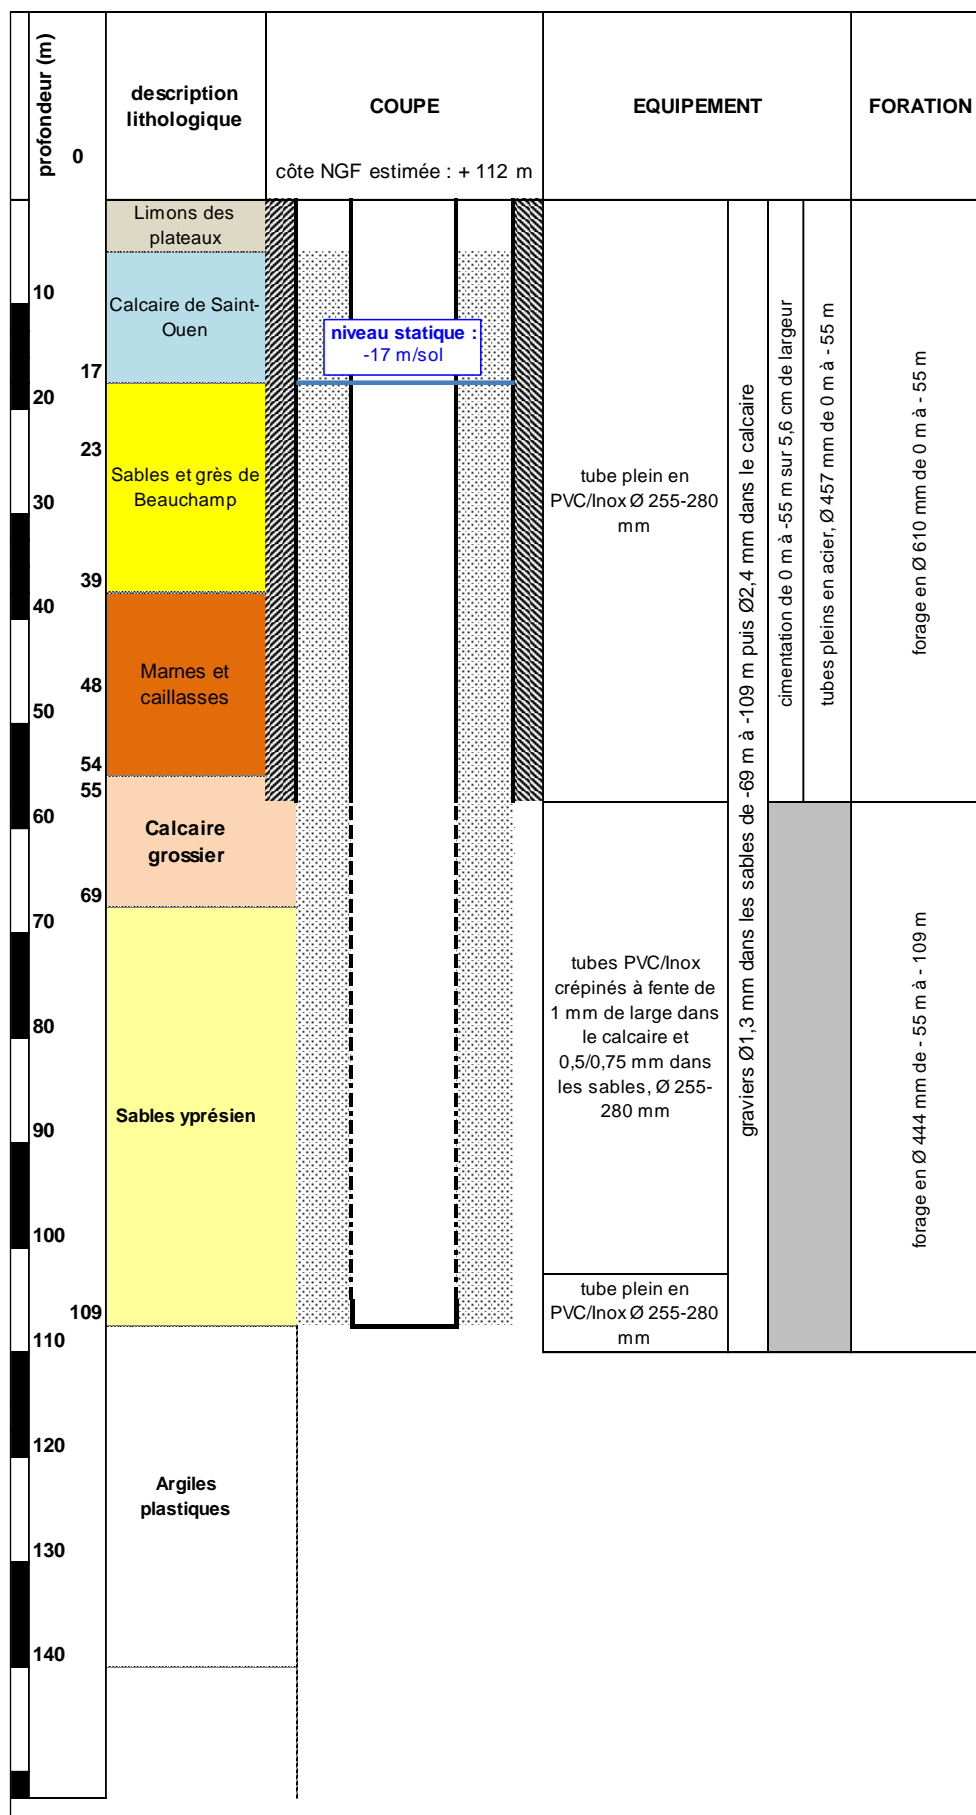 profondeur (m)
0
description
lithologique
COUPE
côte NGF estimée : + 112 m
EQUIPEMENT
FORATION
Limons des
plateaux
10
Calcaire de Saint-
Ouen
niveau statique :
-17 m/sol
17
20
23
Sables et grès de
Beauchamp
30
39
40
Marnes et
caillasses
48
50
54
55
60
Calcaire
grossier
69
70
80
Sables yprésien
90
100
109
110
120
Argiles
plastiques
130
140
tube plein en
PVC/Inox Ø 255-280
mm
tubes PVC/Inox
crépinés à fente de
1 mm de large dans
le calcaire et
0,5/0,75 mm dans
les sables, Ø 255-
280 mm
tube plein en
PVC/Inox Ø 255-280
mm
graviers Ø1,3 mm dans les sables de -69 m à -109 m puis Ø2,4 mm dans le calcaire
cimentation de 0 m à -55 m sur 5,6 cm de largeur
tubes pleins en acier, Ø 457 mm de 0 m à - 55 m
forage en Ø 610 mm de 0 m à - 55 m
forage en Ø 444 mm de - 55 m à - 109 m